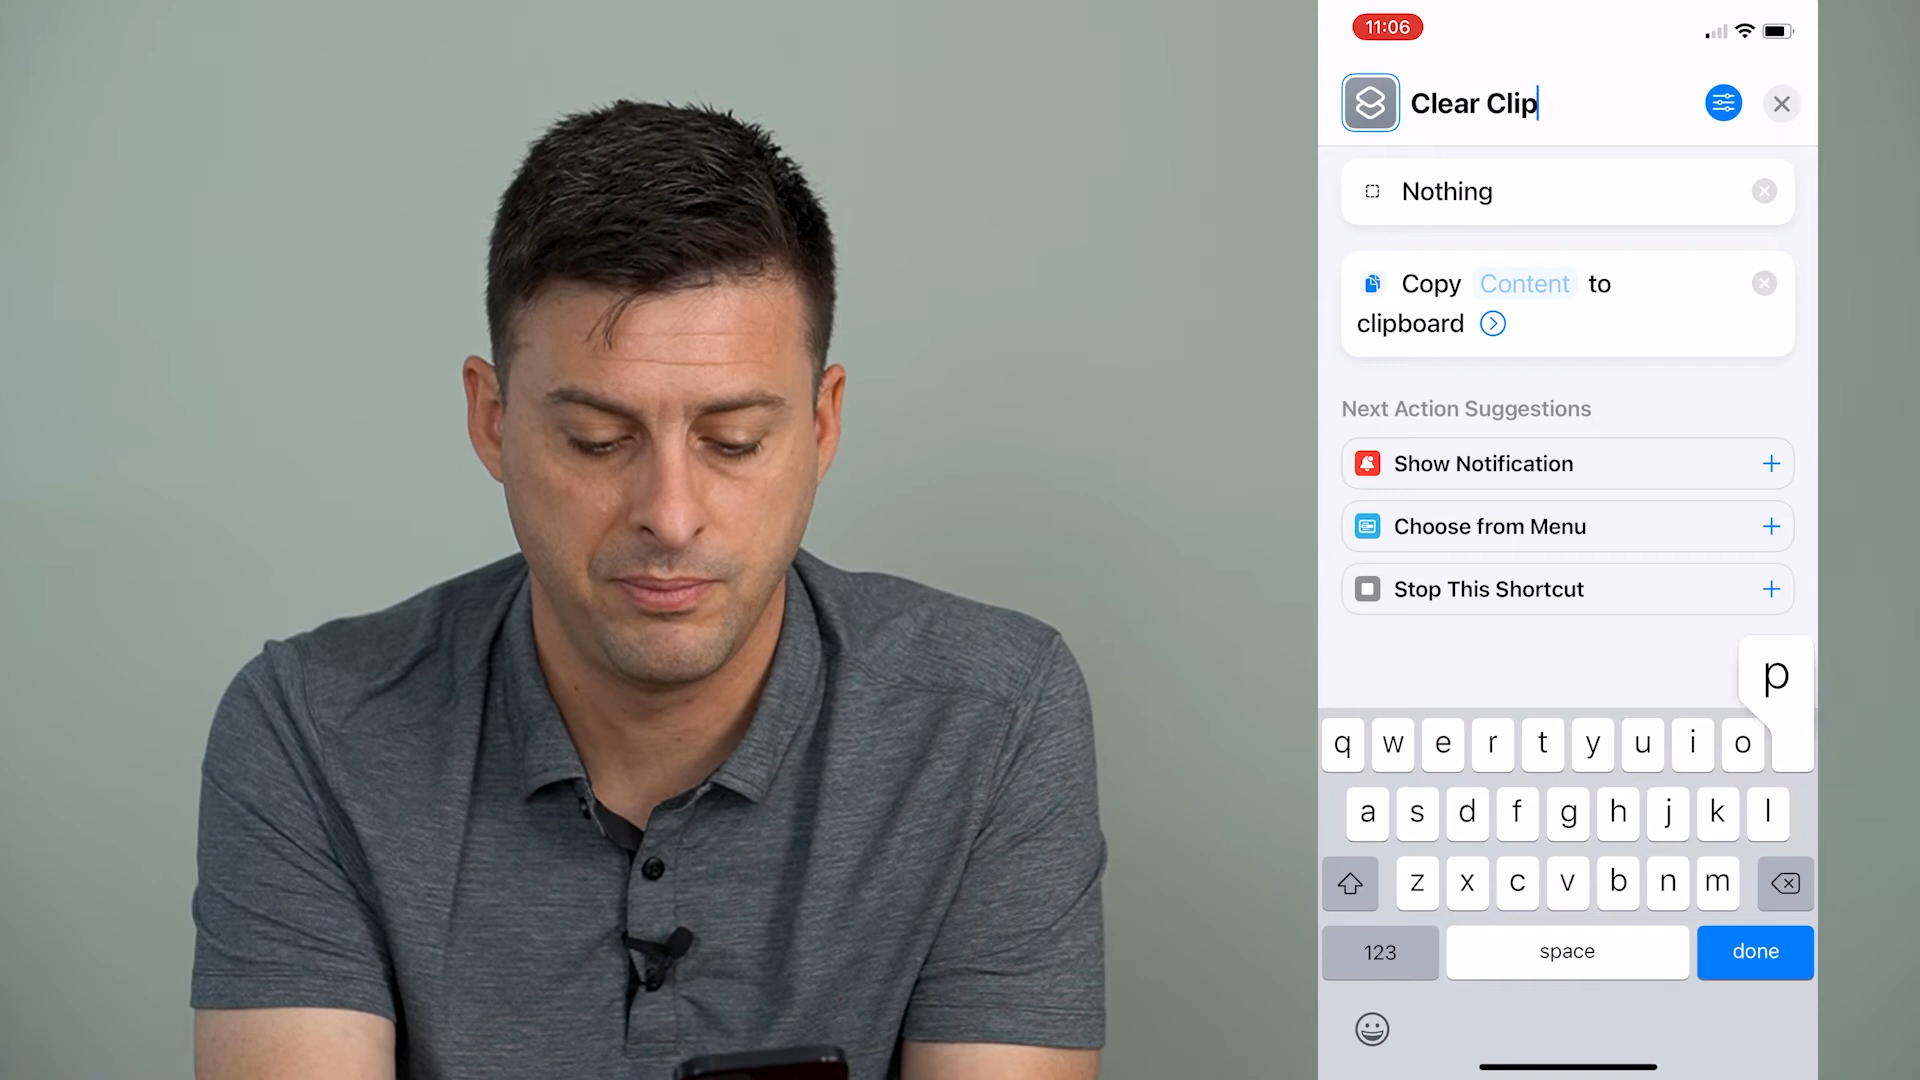 11:06
Clear Clip
Nothing
Copy Content to
clipboard
Next Action Suggestions
Show Notification
Choose from Menu
Stop This Shortcut
p
q w e r t y u i o
a s d f g h j k l
z x c v b n m
123 space done